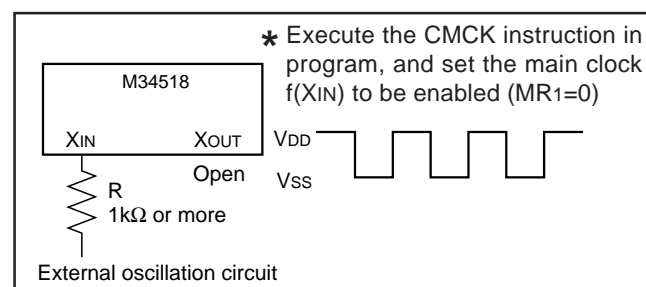 * Execute the CMCK instruction in
program, and set the main clock
f(XIN) to be enabled (MR1=0)
M34518
XIN
XOUT
VDD
VSS
Open
R
1kΩ or more
External oscillation circuit